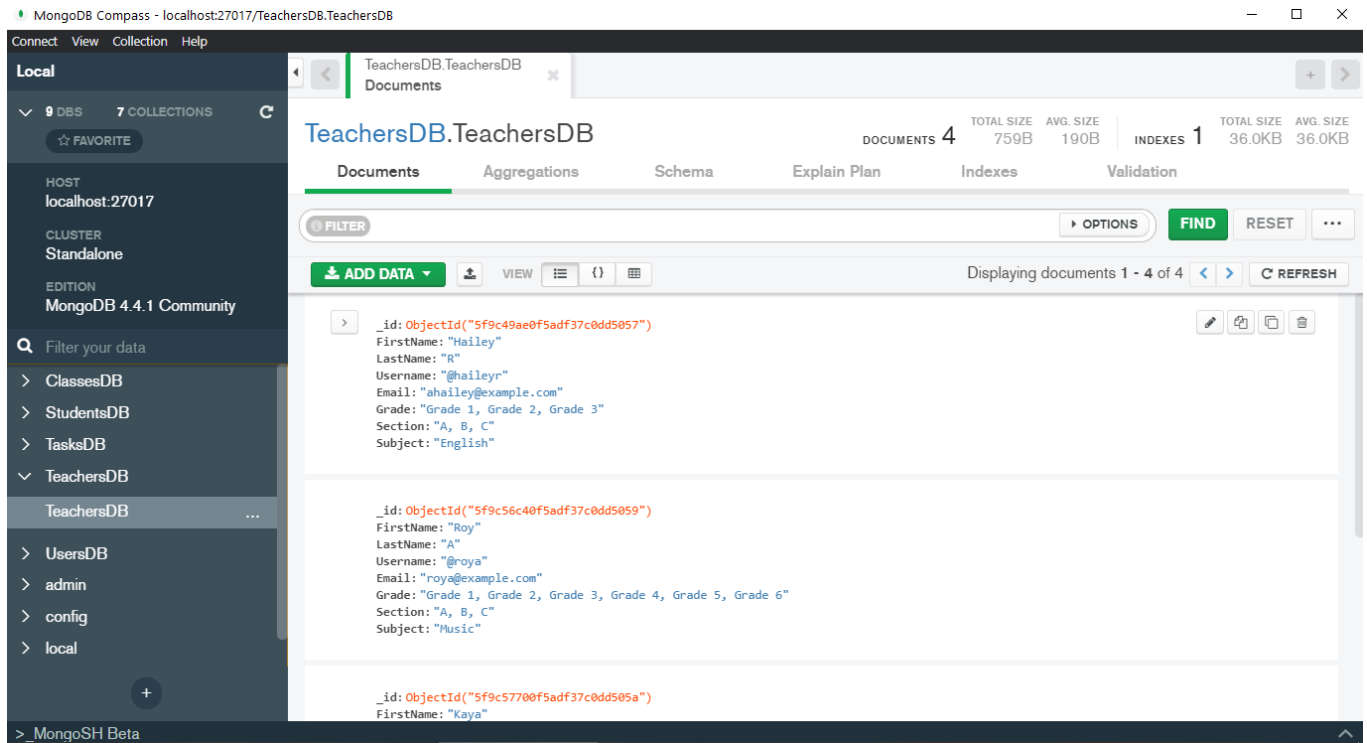 MongoDB Compass - localhost:27017/TeachersDB.TeachersDB
Connect View Collection Help
Local
9 DBS 7 COLLECTIONS
FAVORITE
HOST
localhost:27017
CLUSTER
Standalone
EDITION
MongoDB 4.4.1 Community
Filter your data
ClassesDB
StudentsDB
TasksDB
TeachersDB
TeachersDB ...
UsersDB
admin
config
local
+
>_MongoSH Beta
TeachersDB.TeachersDB
Documents
TeachersDB.TeachersDB
DOCUMENTS 4 TOTAL SIZE 759B AVG. SIZE 190B INDEXES 1 TOTAL SIZE 36.0KB AVG. SIZE 36.0KB
Documents Aggregations Schema Explain Plan Indexes Validation
FILTER OPTIONS FIND RESET ...
ADD DATA VIEW {} Displaying documents 1 - 4 of 4 < > REFRESH
_id: ObjectId("5f9c49ae0f5adf37c0dd5057")
FirstName: "Hailey"
LastName: "R"
Username: "@haileyr"
Email: "ahailey@example.com"
Grade: "Grade 1, Grade 2, Grade 3"
Section: "A, B, C"
Subject: "English"
_id: ObjectId("5f9c56c40f5adf37c0dd5059")
FirstName: "Roy"
LastName: "A"
Username: "@roya"
Email: "roya@example.com"
Grade: "Grade 1, Grade 2, Grade 3, Grade 4, Grade 5, Grade 6"
Section: "A, B, C"
Subject: "Music"
_id: ObjectId("5f9c57700f5adf37c0dd505a")
FirstName: "Kaya"